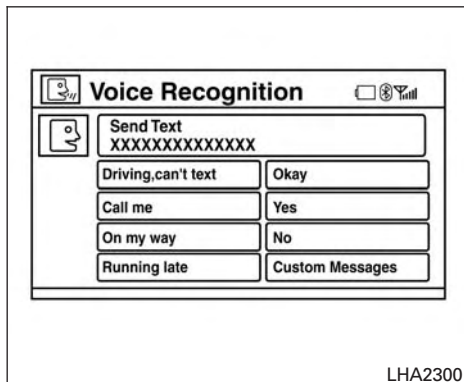 Voice Recognition
Send Text
XXXXXXXXXXXXXX
Driving,can't text
Okay
Call me
Yes
On my way
No
Running late
Custom Messages
LHA2300